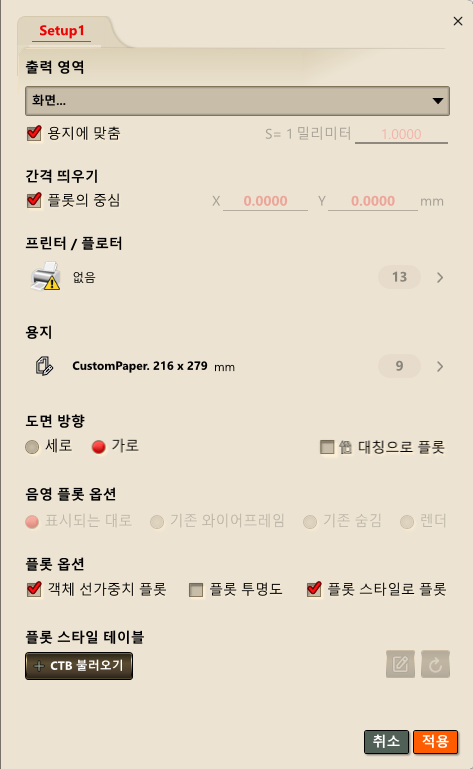 Setup1
출력 영역
화면...
용지에 맞춤 S= 1 밀리미터 1.0000
간격 띄우기
플롯의 중심 X 0.0000 Y 0.0000 mm
프린터 / 플로터
없음 13
용지
CustomPaper. 216 x 279 mm 9
도면 방향
세로 가로 대칭으로 플롯
음영 플롯 옵션
표시되는 대로 기존 와이어프레임 기존 숨김 렌더
플롯 옵션
객체 선가중치 플롯 플롯 투명도 플롯 스타일로 플롯
플롯 스타일 테이블
+ CTB 불러오기
취소 적용